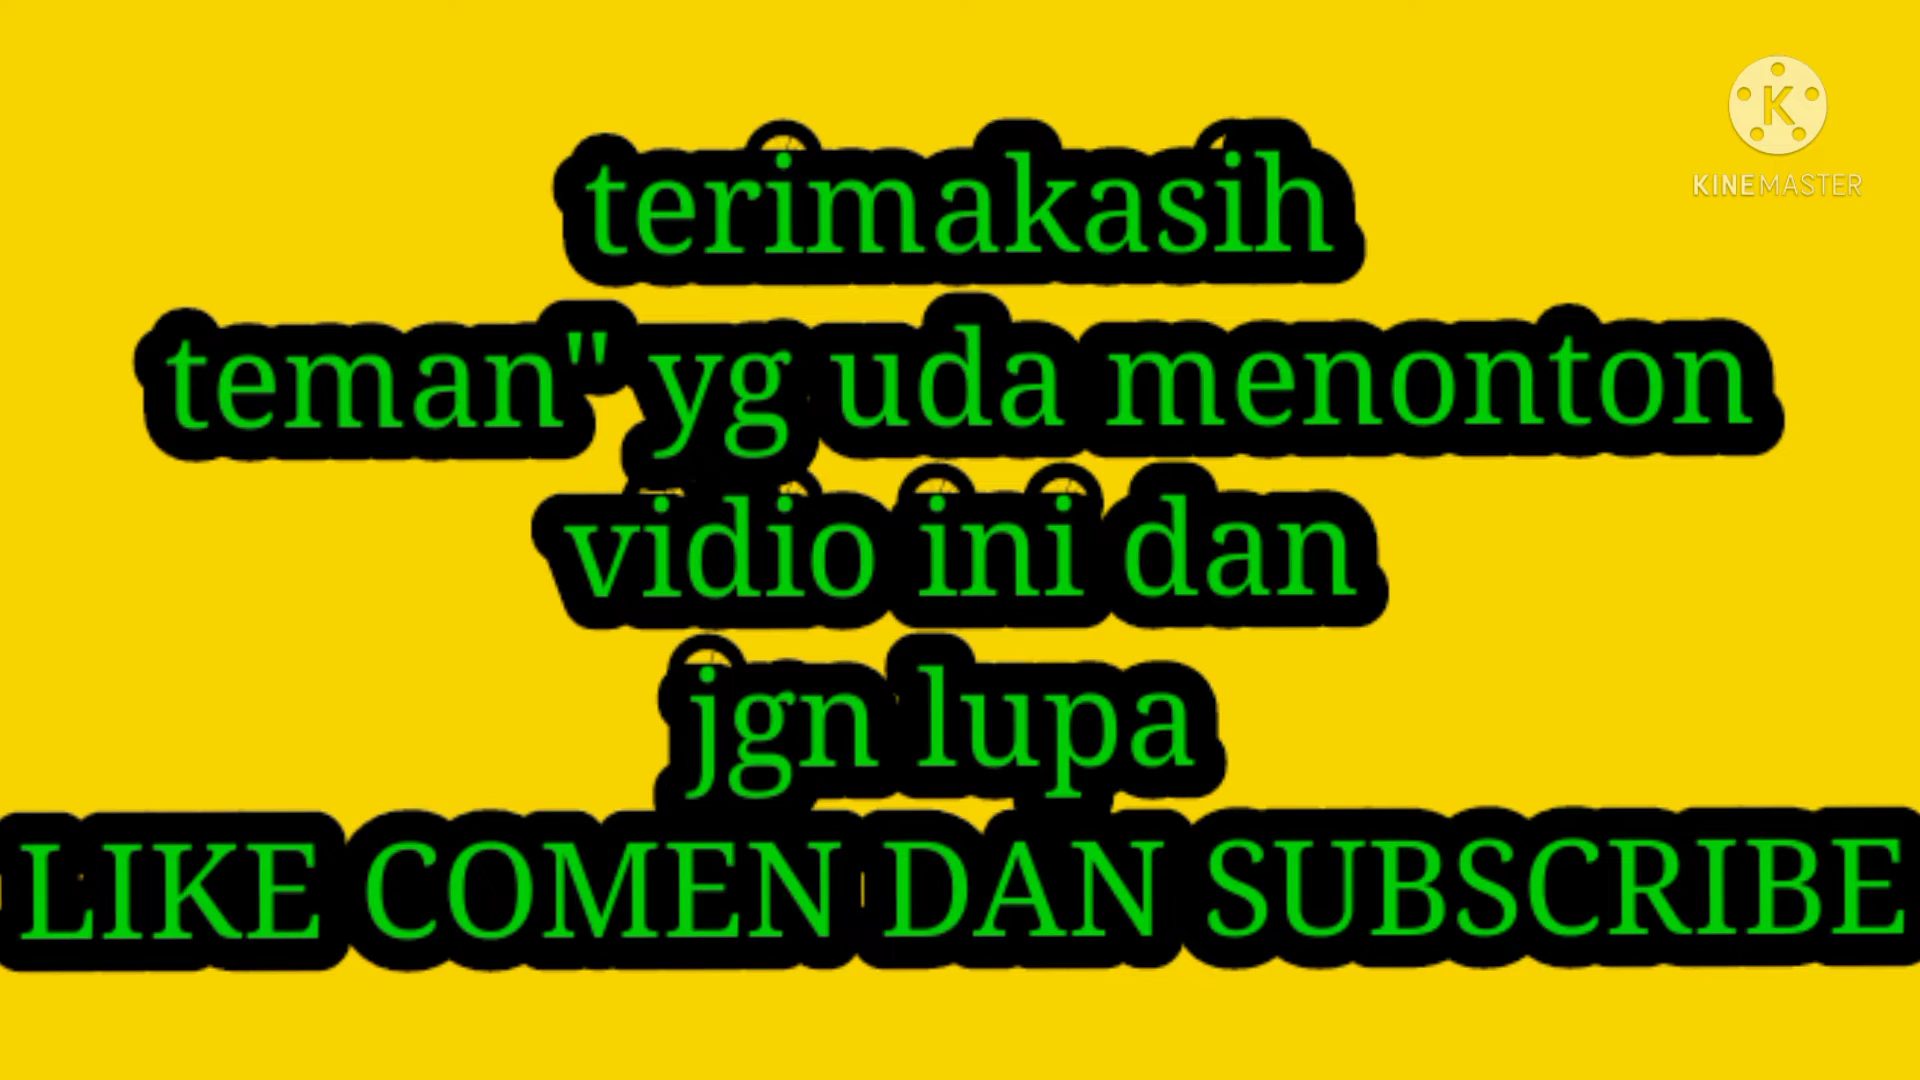 KINEMASTER
terimakasih
teman" yg uda menonton
vidio ini dan
jgn lupa
LIKE COMEN DAN SUBSCRIBE